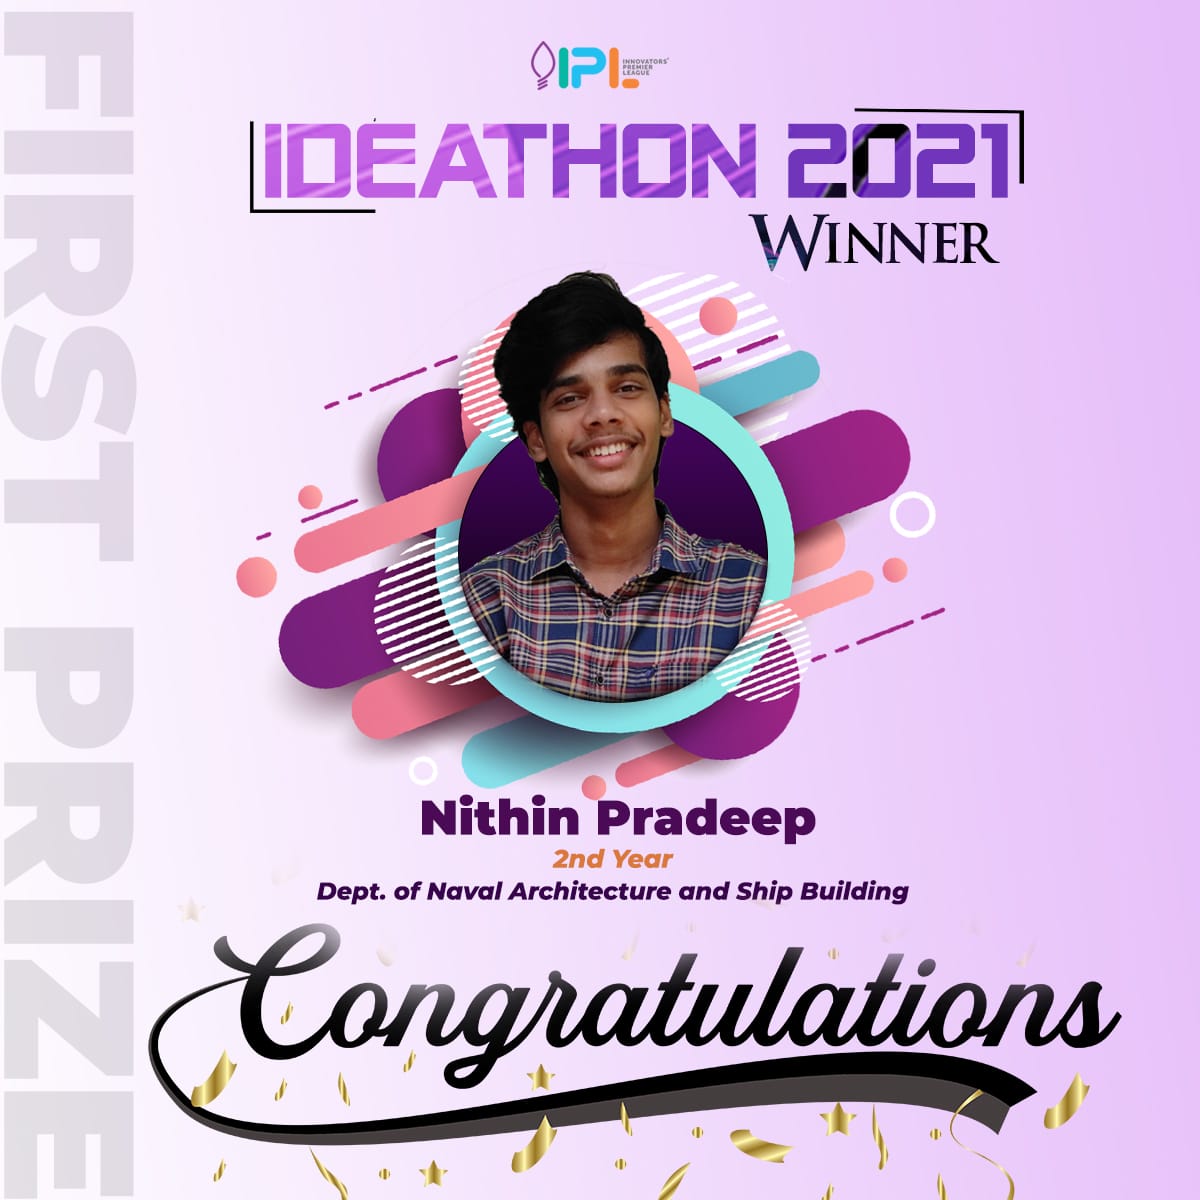 IPL INNOVATORS'
PREMIER
LEAGUE
IDEATHON 2021
WINNER
FIRST PRIZE
Nithin Pradeep
2nd Year
Dept. of Naval Architecture and Ship Building
Congratulations